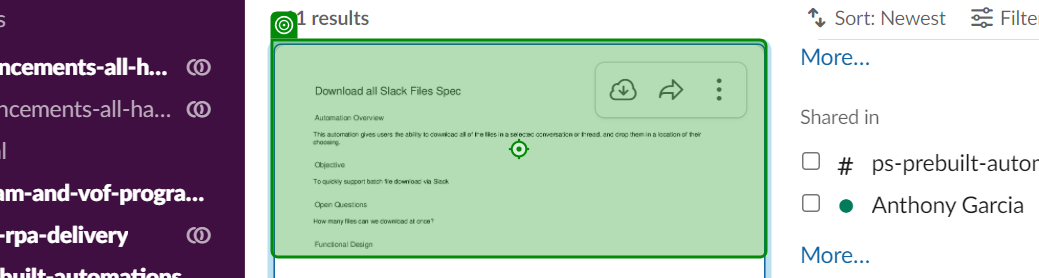 1 results
Sort: Newest
Filte
ncements-all-h...
ncements-all-ha...
al
am-and-vof-progra...
-rpa-delivery
built-automations
Download all Slack Files Spec
Automation Overview
This automation gives users the ability to download all of the files in a selected conversation or thread, and drop them in a location of their
choosing.
Objective
To quickly support batch file download via Slack
Open Questions
How many files can we download at once?
Functional Design
More...
Shared in
# ps-prebuilt-autor
Anthony Garcia
More...